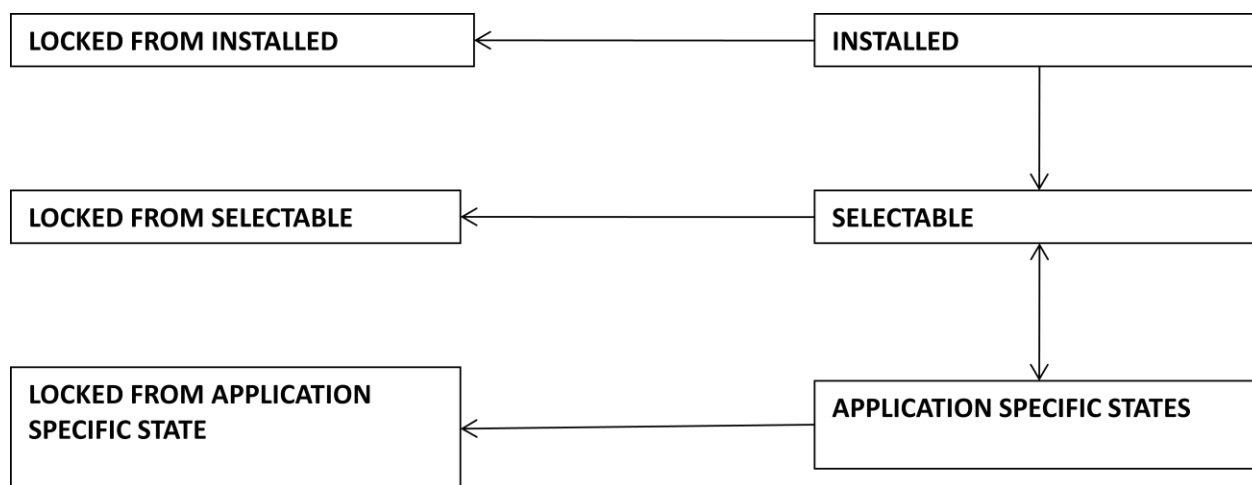 LOCKED FROM INSTALLED
INSTALLED
LOCKED FROM SELECTABLE
SELECTABLE
LOCKED FROM APPLICATION
SPECIFIC STATE
APPLICATION SPECIFIC STATES